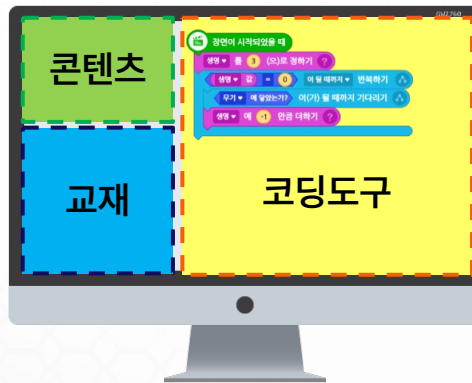 콘텐츠
교재
장면이 시작되었을 때
생명 를 3 (으)로 정하기 ?
생명 값 = 0 이 될 때까지 반복하기
무기 에 닿았는가? 이(가) 될 때까지 기다리기
생명 에 -1 만큼 더하기 ?
코딩도구